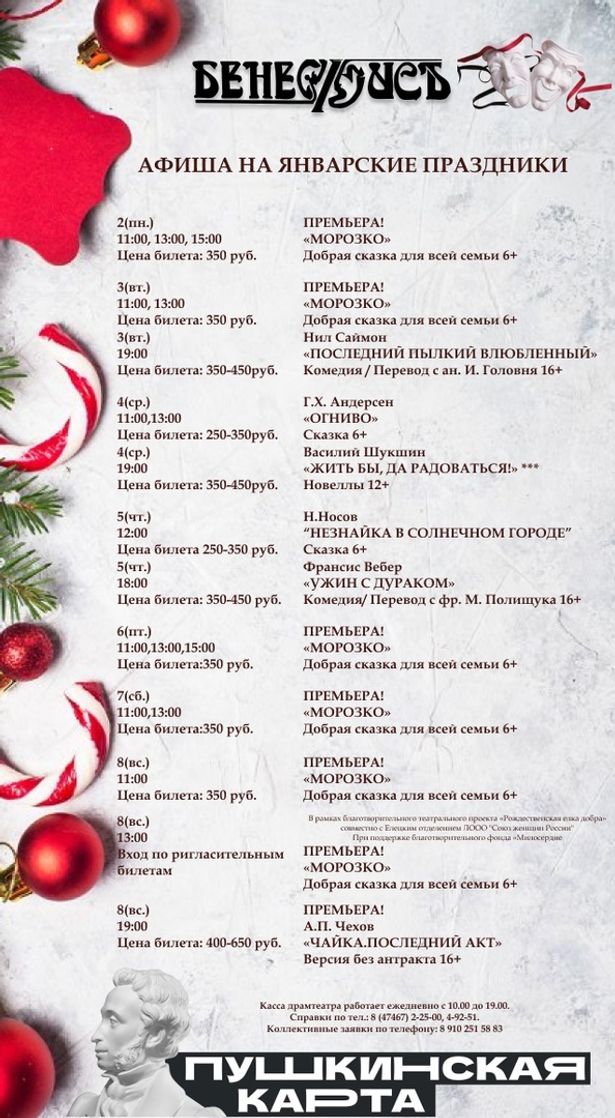 БЕНЕФИСЪ
АФИША НА ЯНВАРСКИЕ ПРАЗДНИКИ
2(пн.) ПРЕМЬЕРА!
11:00, 13:00, 15:00 «МОРОЗКО»
Цена билета: 350 руб. Добрая сказка для всей семьи 6+
3(вт.) ПРЕМЬЕРА!
11:00, 13:00 «МОРОЗКО»
Цена билета: 350 руб. Добрая сказка для всей семьи 6+
3(вт.) Нил Саймон
19:00 «ПОСЛЕДНИЙ ПЫЛКИЙ ВЛЮБЛЕННЫЙ»
Цена билета: 350-450руб. Комедия / Перевод с ан. И. Головня 16+
4(ср.) Г.Х. Андерсен
11:00,13:00 «ОГНИВО»
Цена билета: 250-350руб. Сказка 6+
4(ср.) Василий Шукшин
19:00 «ЖИТЬ БЫ, ДА РАДОВАТЬСЯ!» ***
Цена билета: 350-450руб. Новеллы 12+
5(чт.) Н.Носов
12:00 “НЕЗНАЙКА В СОЛНЕЧНОМ ГОРОДЕ”
Цена билета 250-350 руб. Сказка 6+
5(чт.) Франсис Вебер
18:00 «УЖИН С ДУРАКОМ»
Цена билета: 350-450 руб. Комедия/ Перевод с фр. М. Полищука 16+
6(пт.) ПРЕМЬЕРА!
11:00,13:00,15:00 «МОРОЗКО»
Цена билета:350 руб. Добрая сказка для всей семьи 6+
7(сб.) ПРЕМЬЕРА!
11:00,13:00 «МОРОЗКО»
Цена билета:350 руб. Добрая сказка для всей семьи 6+
8(вс.) ПРЕМЬЕРА!
11:00 «МОРОЗКО»
Цена билета: 350 руб. Добрая сказка для всей семьи 6+
8(вс.) В рамках благотворительного театрального проекта «Рождественская елка добра»
13:00 совместно с Елецким отделением ЛООО "Союз женщин России"
При поддержке благотворительного фонда «Милосердие
Вход по ригласительным ПРЕМЬЕРА!
билетам «МОРОЗКО»
Добрая сказка для всей семьи 6+
8(вс.) ПРЕМЬЕРА!
19:00 А.П. Чехов
Цена билета: 400-650 руб. «ЧАЙКА.ПОСЛЕДНИЙ АКТ»
Версия без антракта 16+
Касса драмтеатра работает ежедневно с 10.00 до 19.00.
Справки по тел.: 8 (47467) 2-25-00, 4-92-51.
Коллективные заявки по телефону: 8 910 251 58 83
ПУШКИНСКАЯ
КАРТА